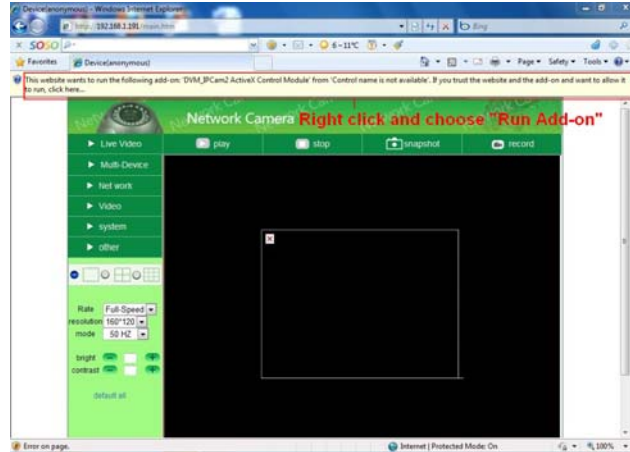 Device(anonymous) - Windows Internet Explorer
http://192.168.1.191/main.htm
Bing
SOSO
6~11℃
Favorites
Device(anonymous)
Page
Safety
Tools
This website wants to run the following add-on: 'DVM_IPCam2 ActiveX Control Module' from 'Control name is not available'. If you trust the website and the add-on and want to allow it
to run, click here...
Network Camera
Right click and choose "Run Add-on"
Live Video
play
stop
snapshot
record
Multi-Device
Net work
Video
system
other
Rate
Full-Speed
resolution
160*120
mode
50 HZ
bright
contrast
default all
Error on page.
Internet | Protected Mode: On
100%